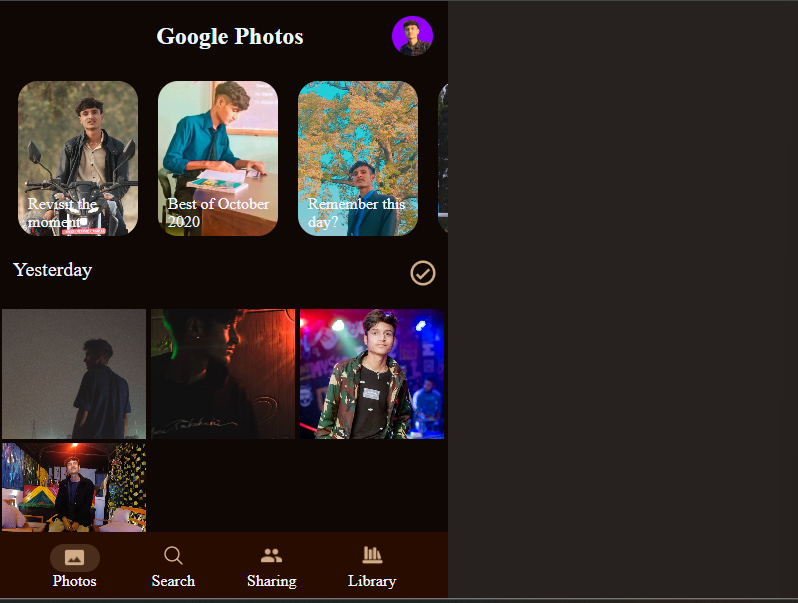 Google Photos
Revisit the
moment
Best of October
2020
Remember this
day?
Yesterday
Photos
Search
Sharing
Library